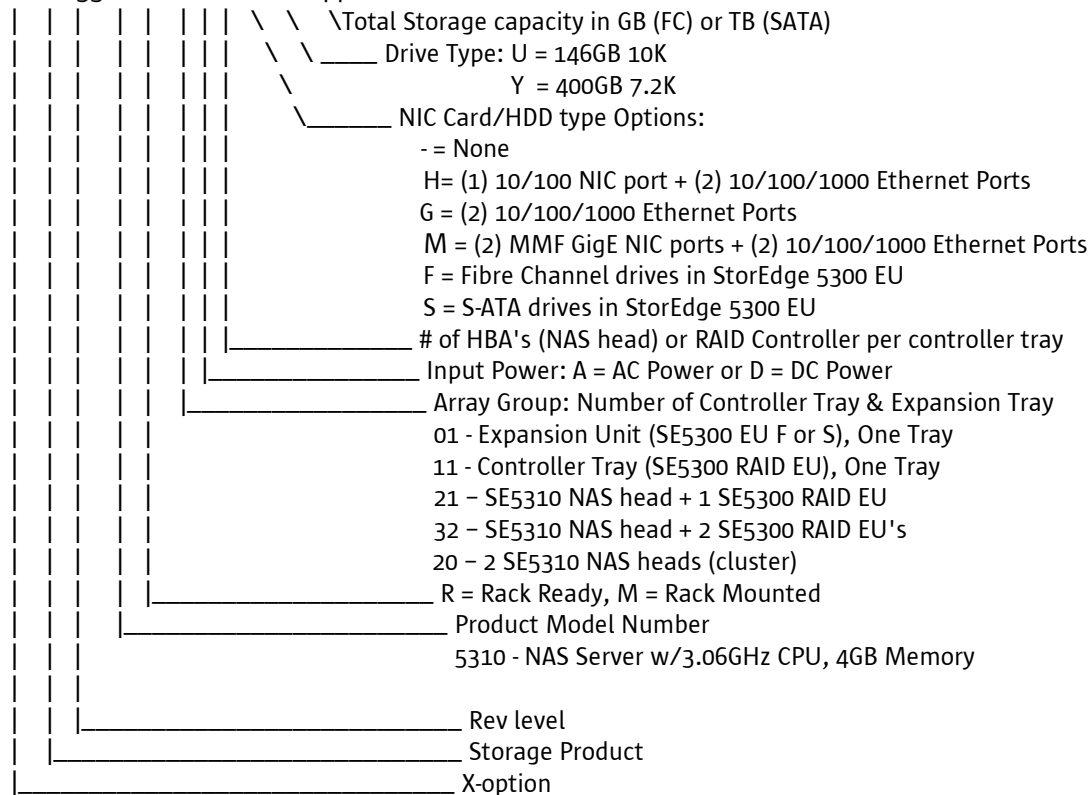 \Total Storage capacity in GB (FC) or TB (SATA)
Drive Type: U = 146GB 10K
Y = 400GB 7.2K
NIC Card/HDD type Options:
- = None
H= (1) 10/100 NIC port + (2) 10/100/1000 Ethernet Ports
G = (2) 10/100/1000 Ethernet Ports
M = (2) MMF GigE NIC ports + (2) 10/100/1000 Ethernet Ports
F = Fibre Channel drives in StorEdge 5300 EU
S = S-ATA drives in StorEdge 5300 EU
# of HBA's (NAS head) or RAID Controller per controller tray
Input Power: A = AC Power or D = DC Power
Array Group: Number of Controller Tray & Expansion Tray
01 - Expansion Unit (SE5300 EU F or S), One Tray
11 - Controller Tray (SE5300 RAID EU), One Tray
21 – SE5310 NAS head + 1 SE5300 RAID EU
32 – SE5310 NAS head + 2 SE5300 RAID EU's
20 – 2 SE5310 NAS heads (cluster)
R = Rack Ready, M = Rack Mounted
Product Model Number
5310 - NAS Server w/3.06GHz CPU, 4GB Memory
Rev level
Storage Product
X-option